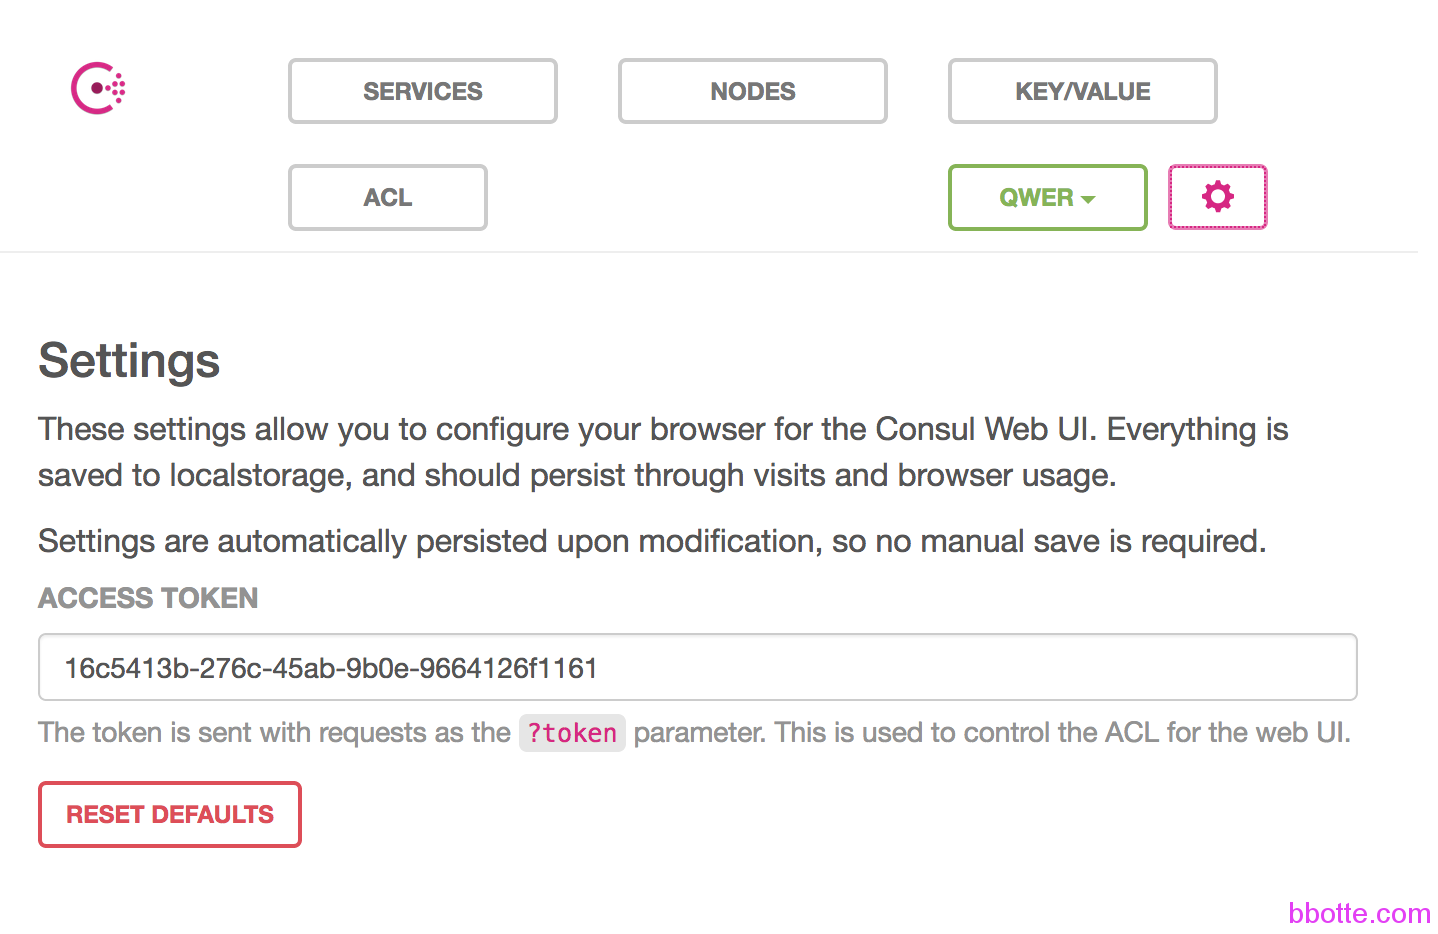 SERVICES
NODES
KEY/VALUE
ACL
QWER
Settings
These settings allow you to configure your browser for the Consul Web UI. Everything is
saved to localstorage, and should persist through visits and browser usage.
Settings are automatically persisted upon modification, so no manual save is required.
ACCESS TOKEN
16c5413b-276c-45ab-9b0e-9664126f1161
The token is sent with requests as the ?token parameter. This is used to control the ACL for the web UI.
RESET DEFAULTS
bbotte.com